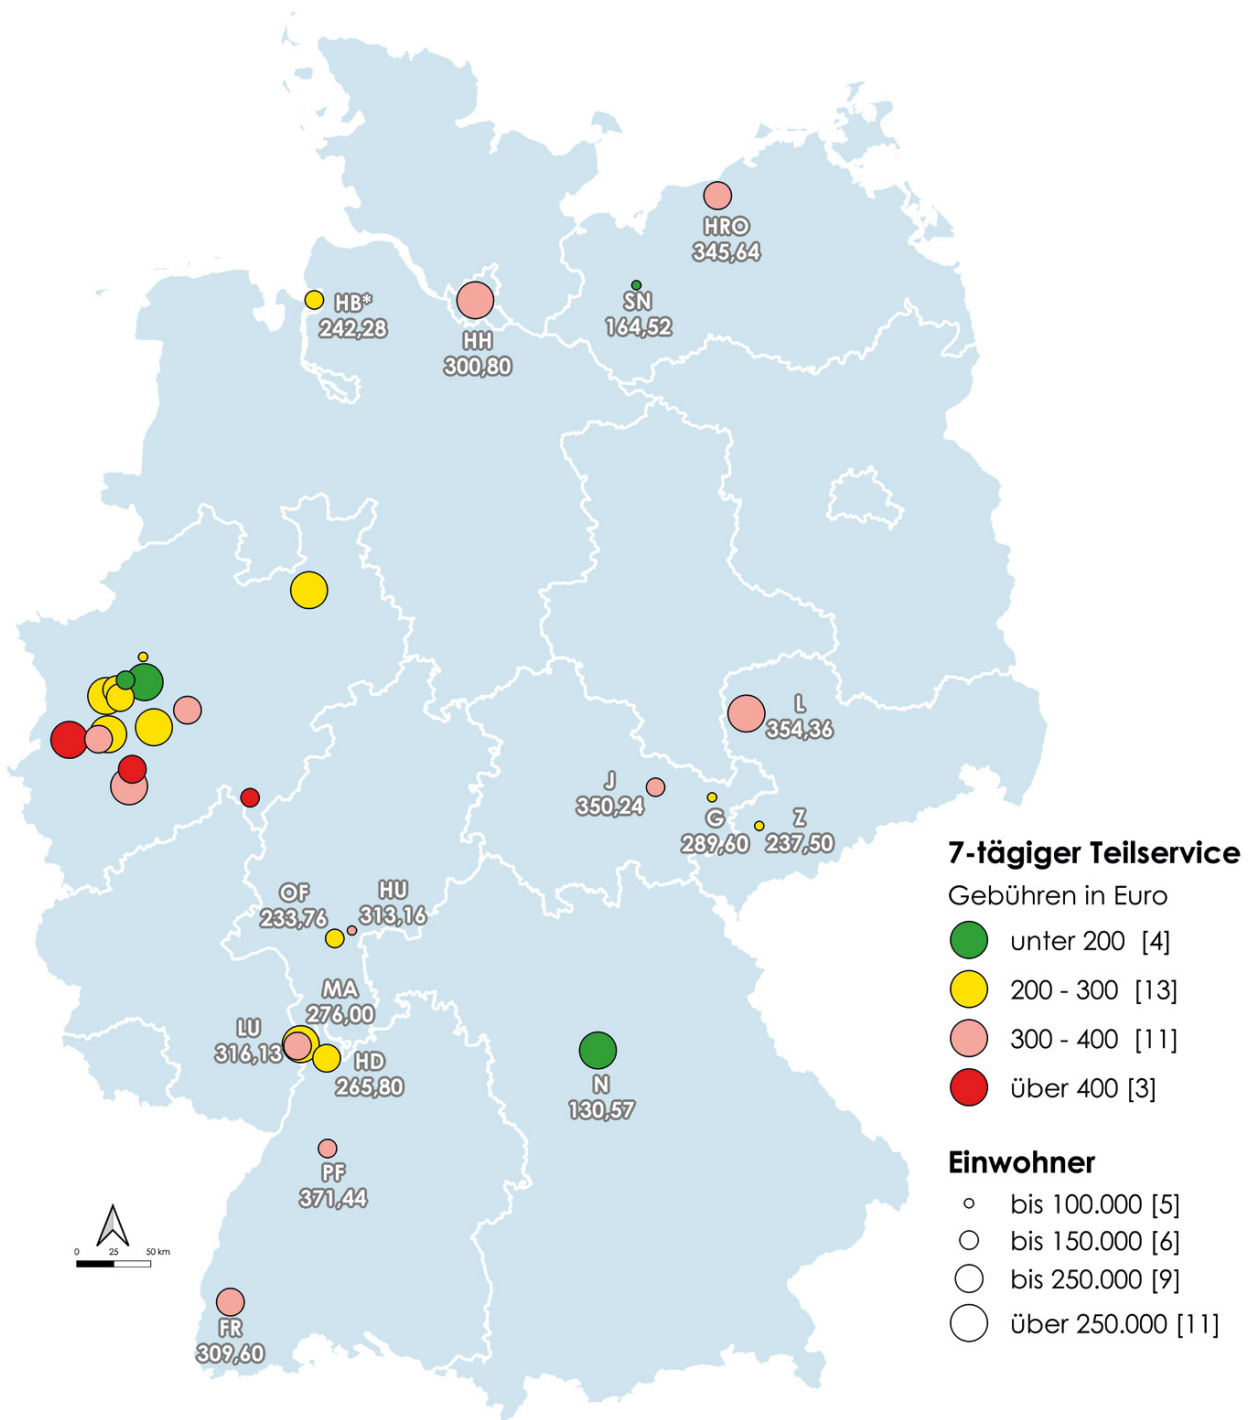 HRO
345,64
SN
164,52
HB*
242,28
HH
300,80
L
354,36
J
350,24
G
289,60
Z
237,50
OF
233,76
HU
313,16
MA
276,00
LU
316,13
HD
265,80
N
130,57
PF
371,44
FR
309,60
0 25 50 km
7-tägiger Teilservice
Gebühren in Euro
unter 200 [4]
200 - 300 [13]
300 - 400 [11]
über 400 [3]
Einwohner
bis 100.000 [5]
bis 150.000 [6]
bis 250.000 [9]
über 250.000 [11]